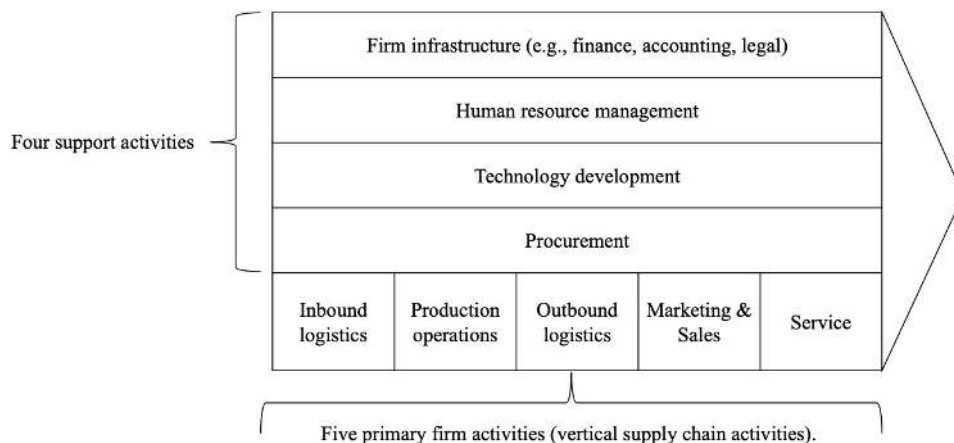 Firm infrastructure (e.g., finance, accounting, legal)
Human resource management
Four support activities
Technology development
Procurement
Inbound
logistics
Production
operations
Outbound
logistics
Marketing &
Sales
Service
Five primary firm activities (vertical supply chain activities).